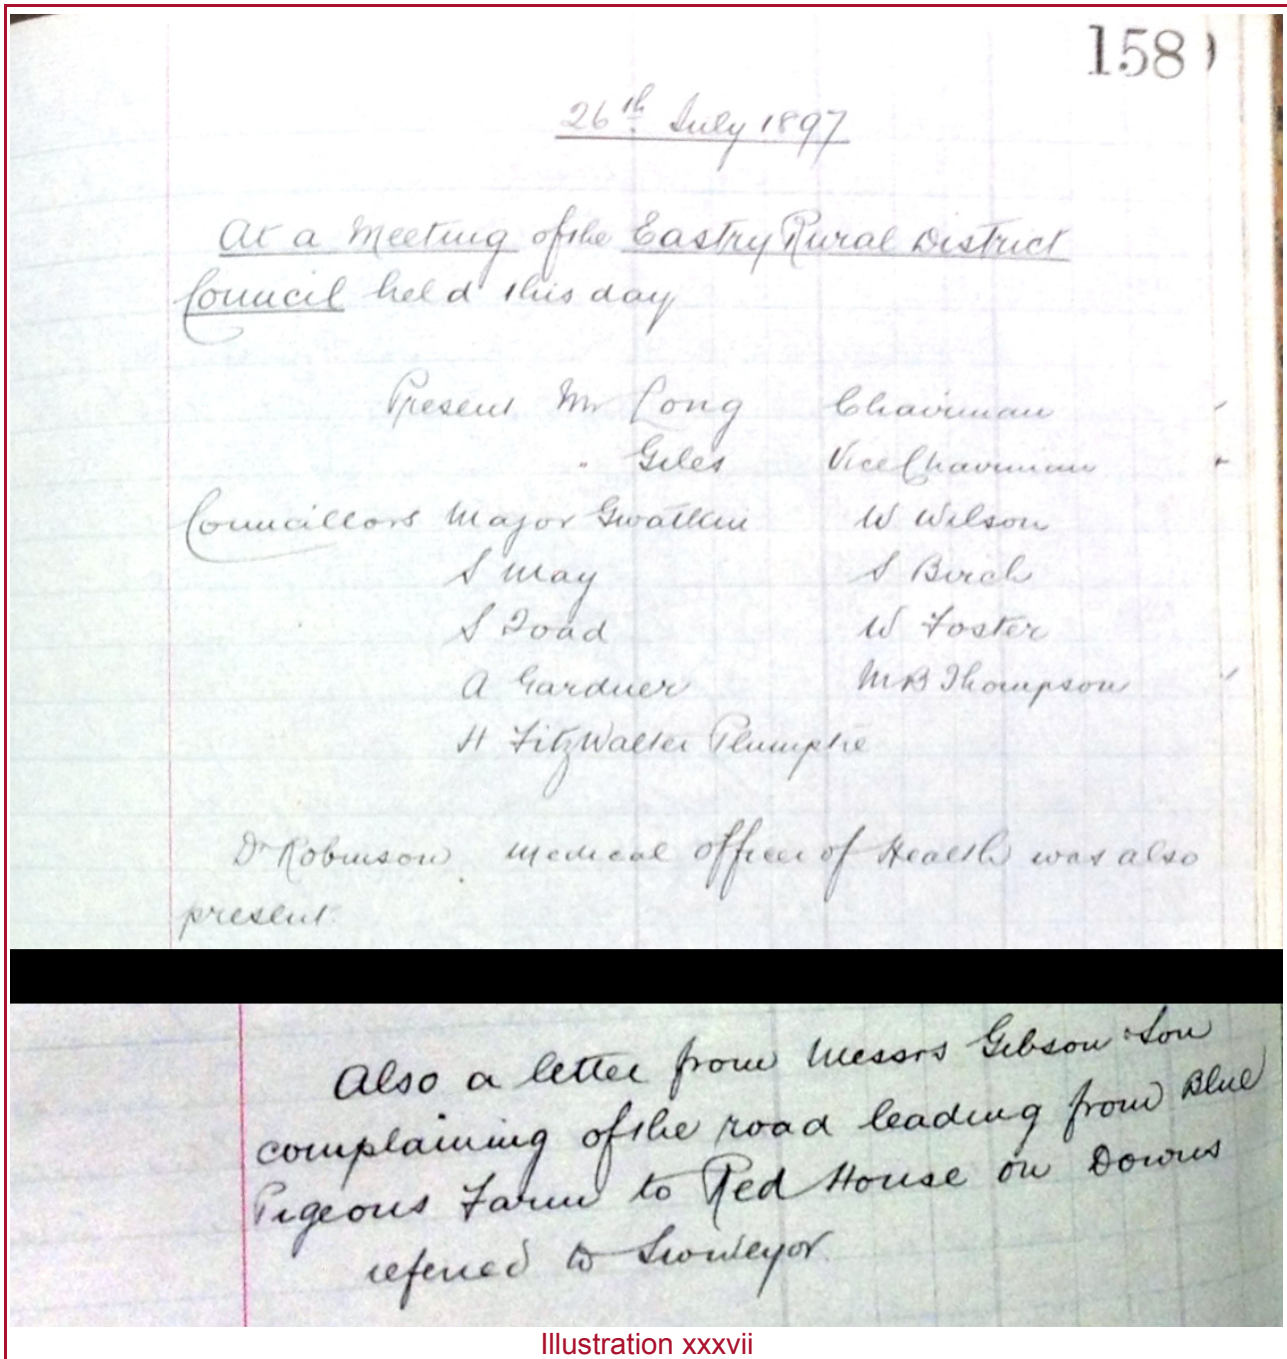 158
26th July 1897
At a Meeting of the Eastry Rural District
Council held this day
Present Mr Long Chairman
" Giles Vice Chairman
Councillors Major Gwatkin W Wilson
S May S Birch
S Toad W Foster
A Gardner M B Thompson
H FitzWalter Plumptre
Dr Robinson Medical Officer of Health was also
present.
Also a letter from Messrs Gibson & Son
complaining of the road leading from Blue
Pigeons Farm to Red House on Downs
referred to Surveyor.
Illustration xxxvii